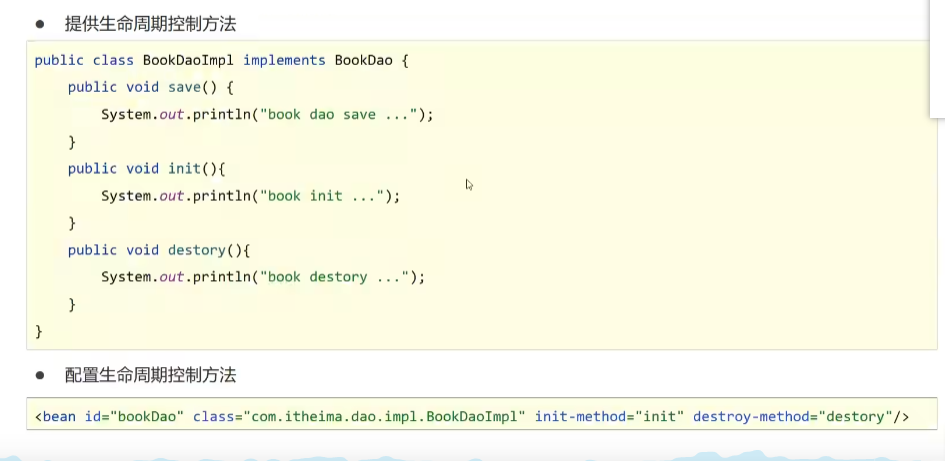 ● 提供生命周期控制方法
public class BookDaoImpl implements BookDao {
    public void save() {
        System.out.println("book dao save ...");
    }
    public void init(){
        System.out.println("book init ...");
    }
    public void destory(){
        System.out.println("book destory ...");
    }
}
● 配置生命周期控制方法
<bean id="bookDao" class="com.itheima.dao.impl.BookDaoImpl" init-method="init" destroy-method="destory"/>